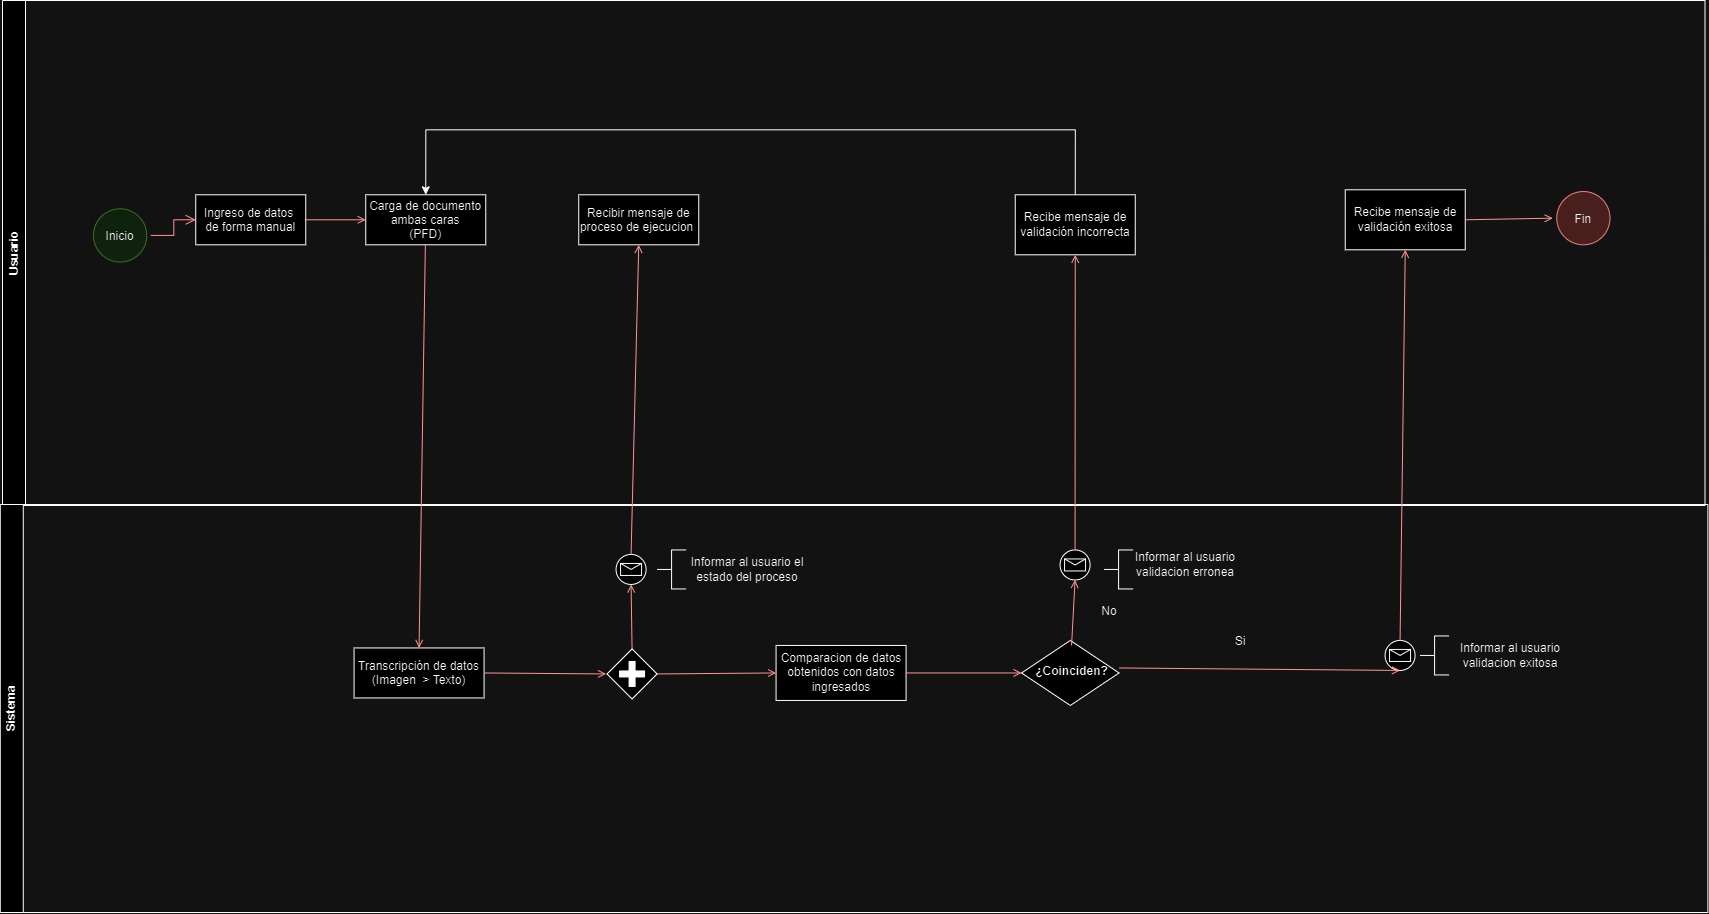 Usuario
Inicio
Ingreso de datos
de forma manual
Carga de documento
ambas caras
(PFD)
Recibir mensaje de
proceso de ejecucion
Recibe mensaje de
validación incorrecta
Recibe mensaje de
validación exitosa
Fin
Sistema
Informar al usuario el
estado del proceso
Informar al usuario
validacion erronea
No
Si
Transcripción de datos
(Imagen > Texto)
Comparacion de datos
obtenidos con datos
ingresados
¿Coinciden?
Informar al usuario
validacion exitosa